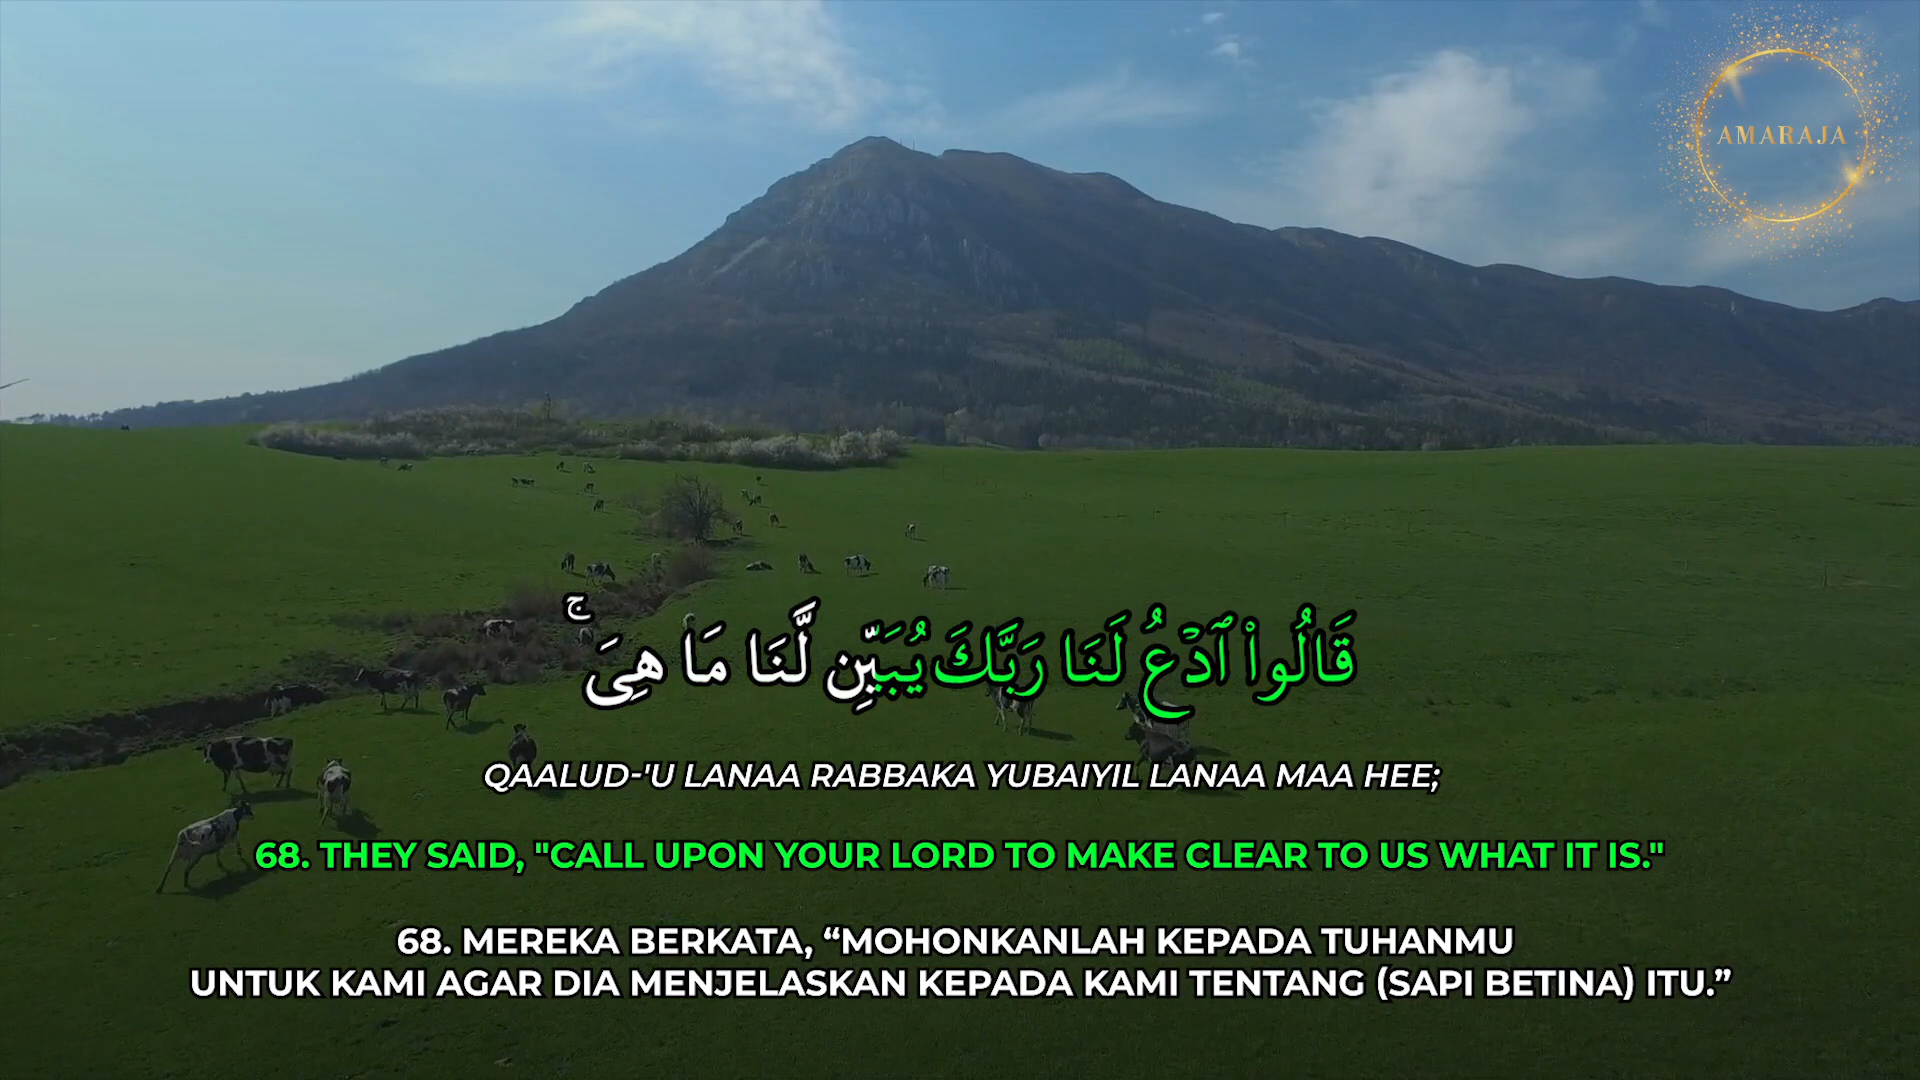 AMARAJA
قَالُوا۟ ٱدْعُ لَنَا رَبَّكَ يُبَيِّن لَّنَا مَا هِىَ ۚ
QAALUD-'U LANAA RABBAKA YUBAIYIL LANAA MAA HEE;
68. THEY SAID, "CALL UPON YOUR LORD TO MAKE CLEAR TO US WHAT IT IS."
68. MEREKA BERKATA, “MOHONKANLAH KEPADA TUHANMU
UNTUK KAMI AGAR DIA MENJELASKAN KEPADA KAMI TENTANG (SAPI BETINA) ITU.”